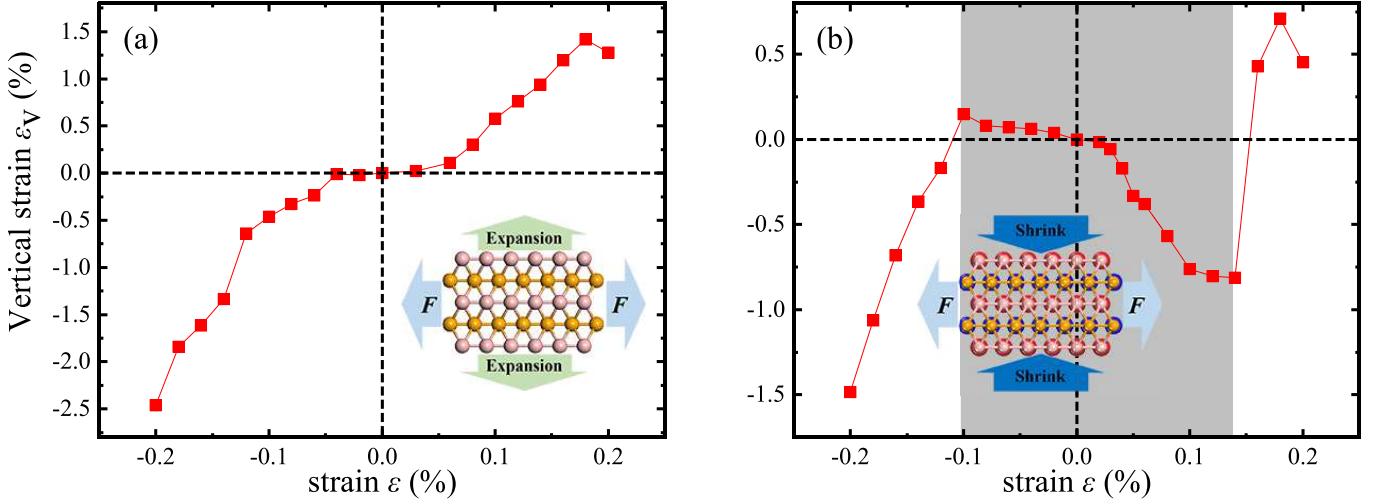 (a)
Vertical strain εV (%)
1.5
1.0
0.5
0.0
-0.5
-1.0
-1.5
-2.0
-2.5
Expansion
F
F
Expansion
-0.2
-0.1
0.0
0.1
0.2
strain ε (%)
(b)
0.5
0.0
-0.5
-1.0
-1.5
Shrink
F
F
Shrink
-0.2
-0.1
0.0
0.1
0.2
strain ε (%)